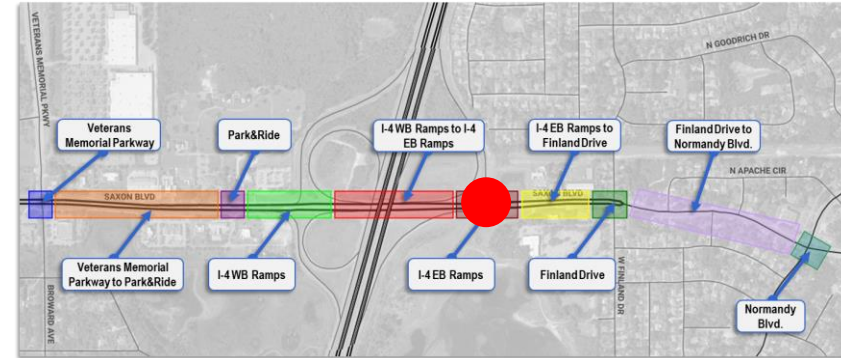 VETERANS MEMORIAL PKWY
N GOODRICH DR
Veterans
Memorial Parkway
Park&Ride
I-4 WB Ramps to I-4
EB Ramps
I-4 EB Ramps to
Finland Drive
Finland Drive to
Normandy Blvd.
N APACHE CIR
SAXON BLVD
SAXON BLVD
Veterans Memorial
Parkway to Park&Ride
I-4 WB Ramps
I-4 EB Ramps
Finland Drive
W FINLAND DR
BROWARD AVE
Normandy
Blvd.